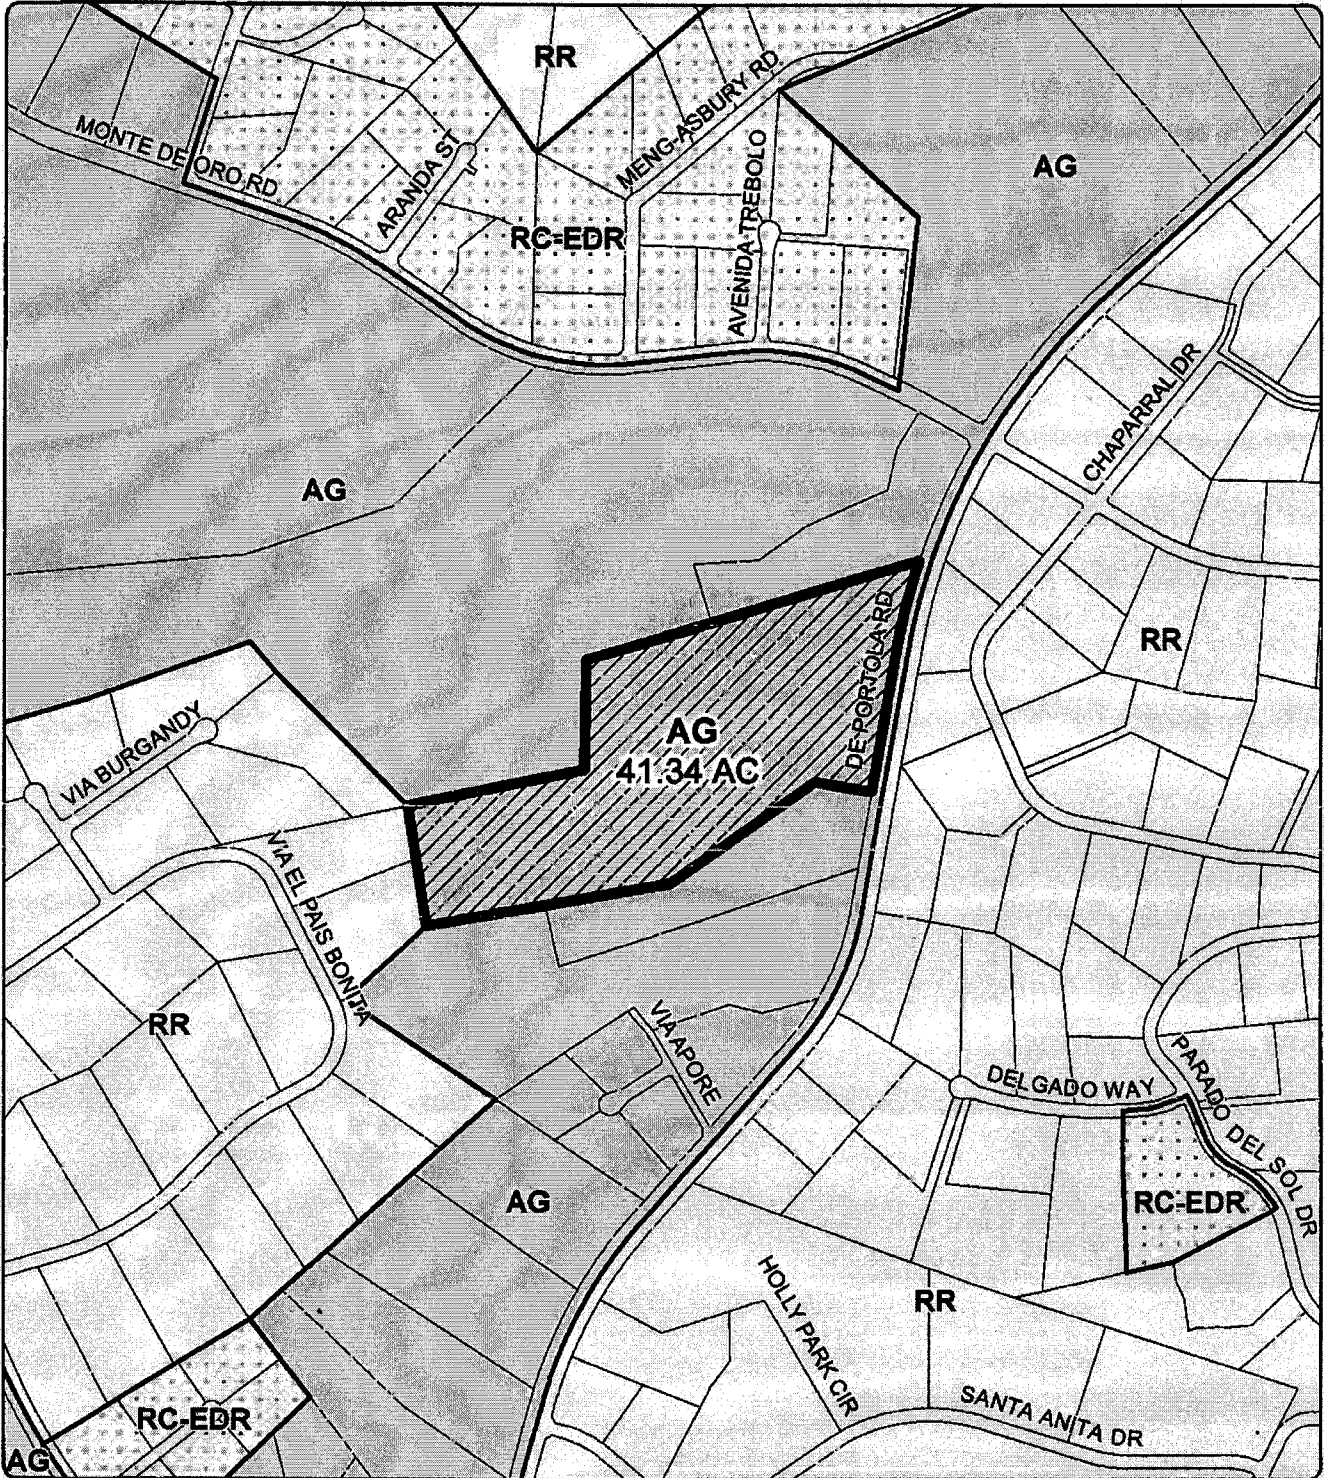 RR
MENG-ASBURY RD
MONTE DE ORO RD
ARANDA ST
AVENIDA TREBOLO
AG
RC-EDR
CHAPARRAL DR
AG
DE PORTOLA RD
RR
AG
41.34 AC
VIA BURGANDY
VIA EL PAIS BONITA
RR
VIA APORE
DELGADO WAY
PARADO DEL SOL DR
AG
RC-EDR
HOLLY PARK CIR
RR
SANTA ANITA DR
RC-EDR
AG